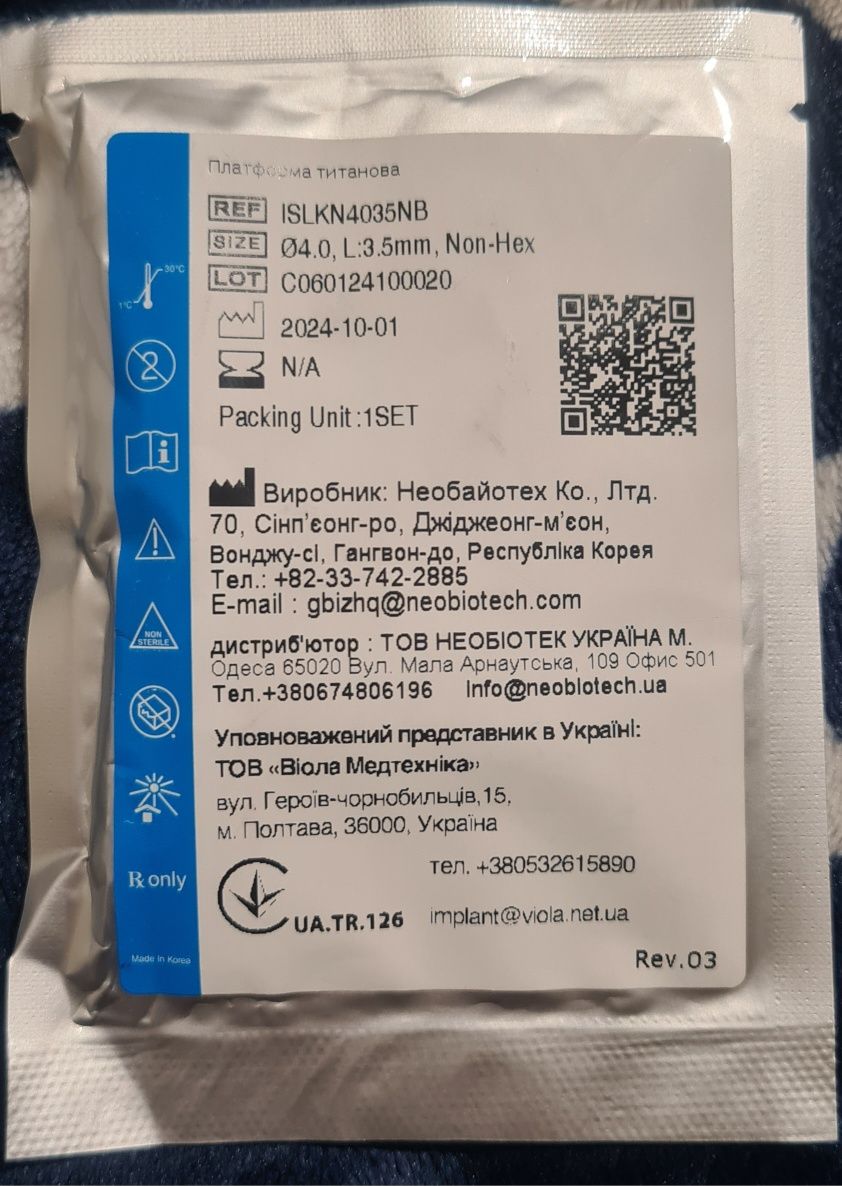 Платформа титанова
REF ISLKN4035NB
SIZE Ø4.0, L:3.5mm, Non-Hex
LOT C060124100020
2024-10-01
N/A
Packing Unit :1SET
30°C
1°C
2
i
NON
STERILE
℞ only
Made in Korea
Виробник: Необайотех Ко., Лтд.
70, Сінп'єонг-ро, Джіджеонг-м'єон,
Вонджу-сі, Гангвон-до, Республіка Корея
Тел.: +82-33-742-2885
E-mail : gbizhq@neobiotech.com
дистриб'ютор : ТОВ НЕОБІОТЕК УКРАЇНА М.
Одеса 65020 Вул. Мала Арнаутська, 109 Офис 501
Тел.+380674806196 Info@neobiotech.ua
Уповноважений представник в Україні:
ТОВ «Віола Медтехніка»
вул. Героїв-чорнобильців,15,
м. Полтава, 36000, Україна
тел. +380532615890
UA.TR.126 implant@viola.net.ua
Rev.03